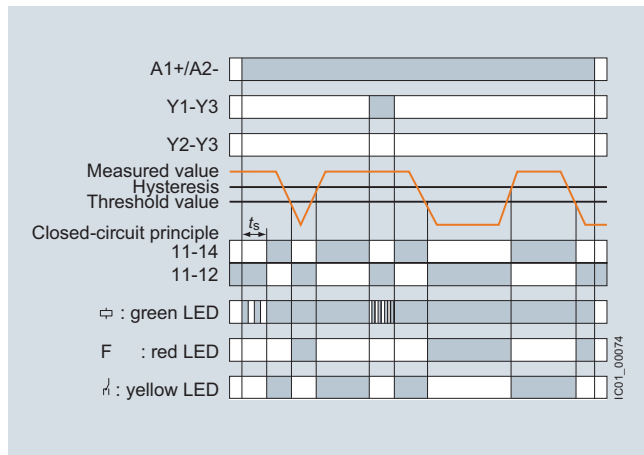 A1+/A2-
Y1-Y3
Y2-Y3
Measured value
Hysteresis
Threshold value
Closed-circuit principle
ts
11-14
11-12
: green LED
F : red LED
: yellow LED
IC01_00074